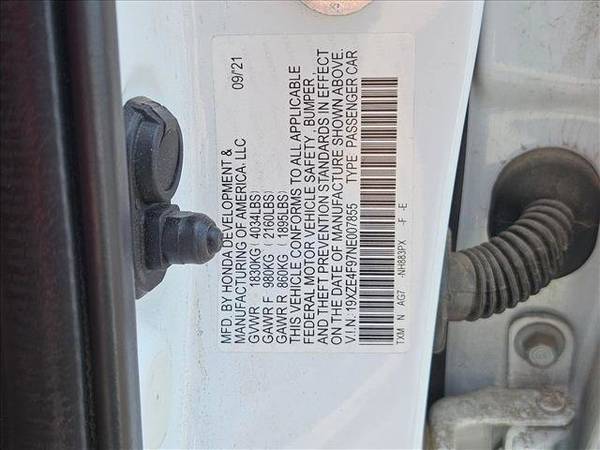 MFD. BY HONDA DEVELOPMENT & 09/21
MANUFACTURING OF AMERICA, LLC
GVWR 1830KG (4034LBS)
GAWR F 980KG (2160LBS)
GAWR R 860KG (1895LBS)
THIS VEHICLE CONFORMS TO ALL APPLICABLE
FEDERAL MOTOR VEHICLE SAFETY, BUMPER,
AND THEFT PREVENTION STANDARDS IN EFFECT
ON THE DATE OF MANUFACTURE SHOWN ABOVE.
V.I.N.: 19XZE4F97NE007855 TYPE: PASSENGER CAR
TXM N AG7 -NH883PX -F -E